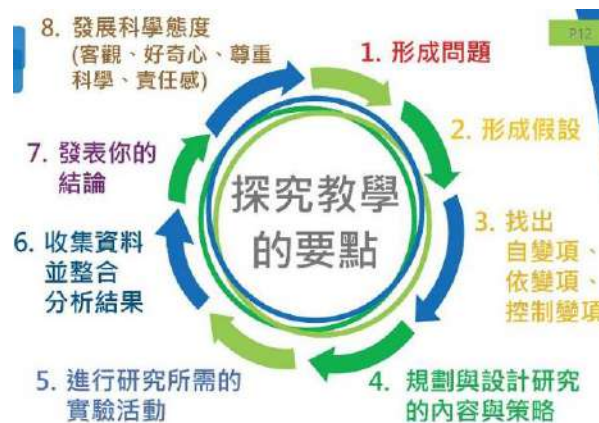 P12
探究教學
的要點
1. 形成問題
2. 形成假設
3. 找出
自變項、
依變項、
控制變項
4. 規劃與設計研究
的內容與策略
5. 進行研究所需的
實驗活動
6. 收集資料
並整合
分析結果
7. 發表你的
結論
8. 發展科學態度
(客觀、好奇心、尊重
科學、責任感)